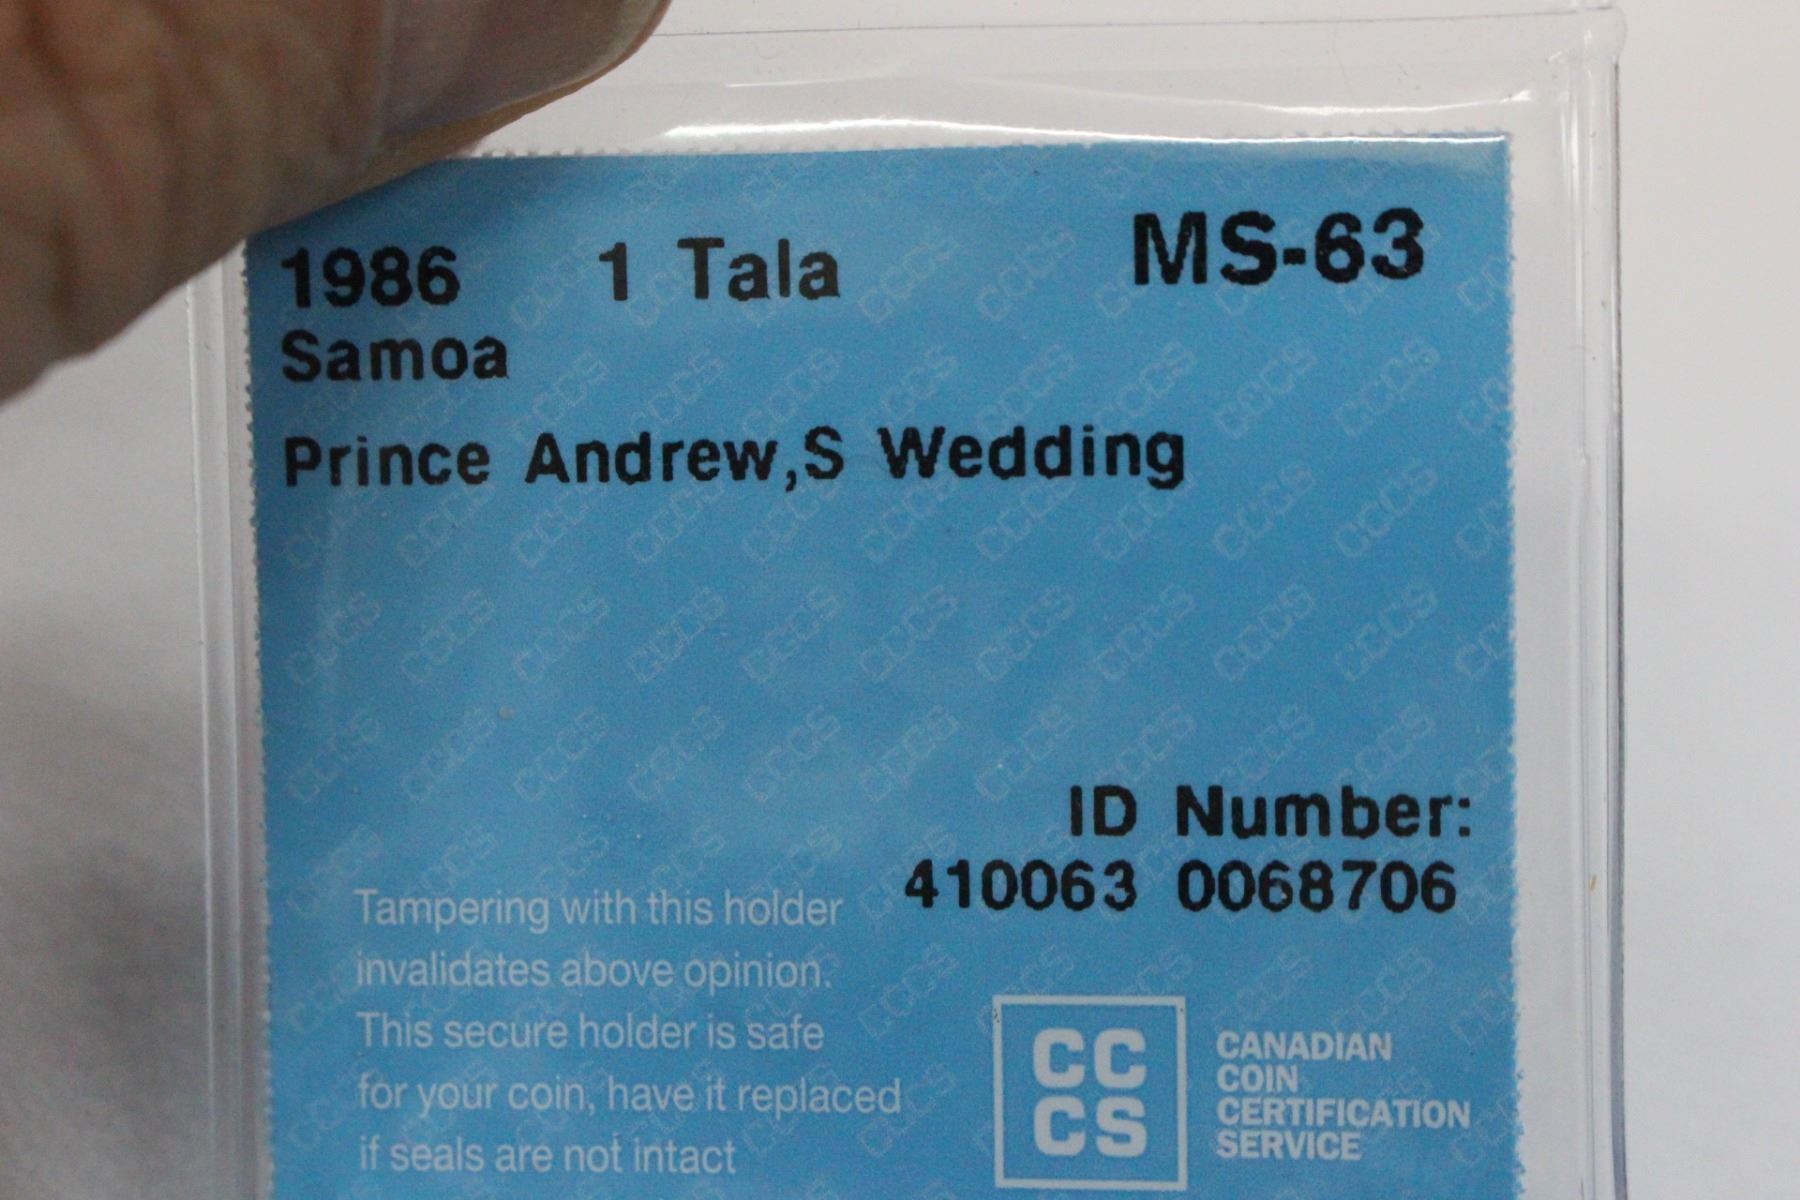 1986 1 Tala MS-63
Samoa
Prince Andrew,S Wedding
ID Number:
410063 0068706
Tampering with this holder
invalidates above opinion.
This secure holder is safe
for your coin, have it replaced
if seals are not intact
CC
CS
CANADIAN
COIN
CERTIFICATION
SERVICE